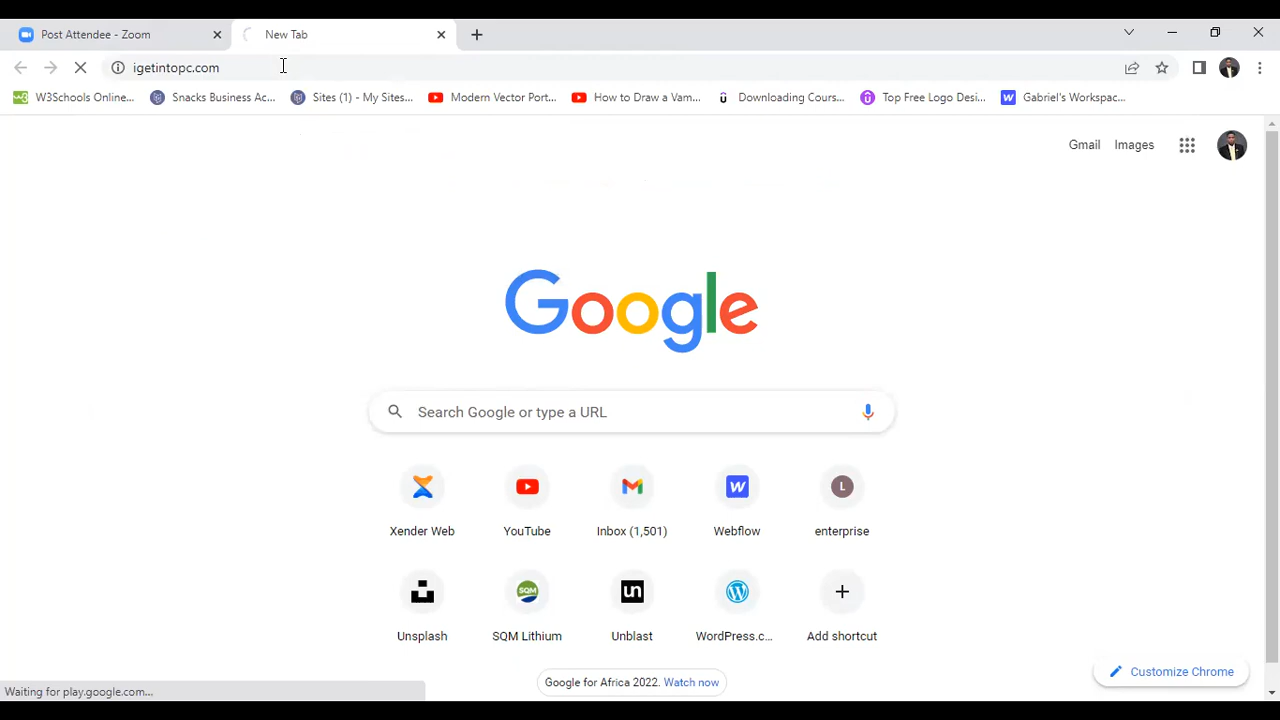 Post Attendee - Zoom
New Tab
igetintopc.com
W3Schools Online...
Snacks Business Ac...
Sites (1) - My Sites...
Modern Vector Port...
How to Draw a Vam...
Downloading Cours...
Top Free Logo Desi...
Gabriel's Workspac...
Gmail
Images
Google
Search Google or type a URL
Xender Web
YouTube
Inbox (1,501)
Webflow
L
enterprise
Unsplash
SQM
SQM Lithium
un
Unblast
WordPress.c...
Add shortcut
Customize Chrome
Google for Africa 2022. Watch now
Waiting for play.google.com...